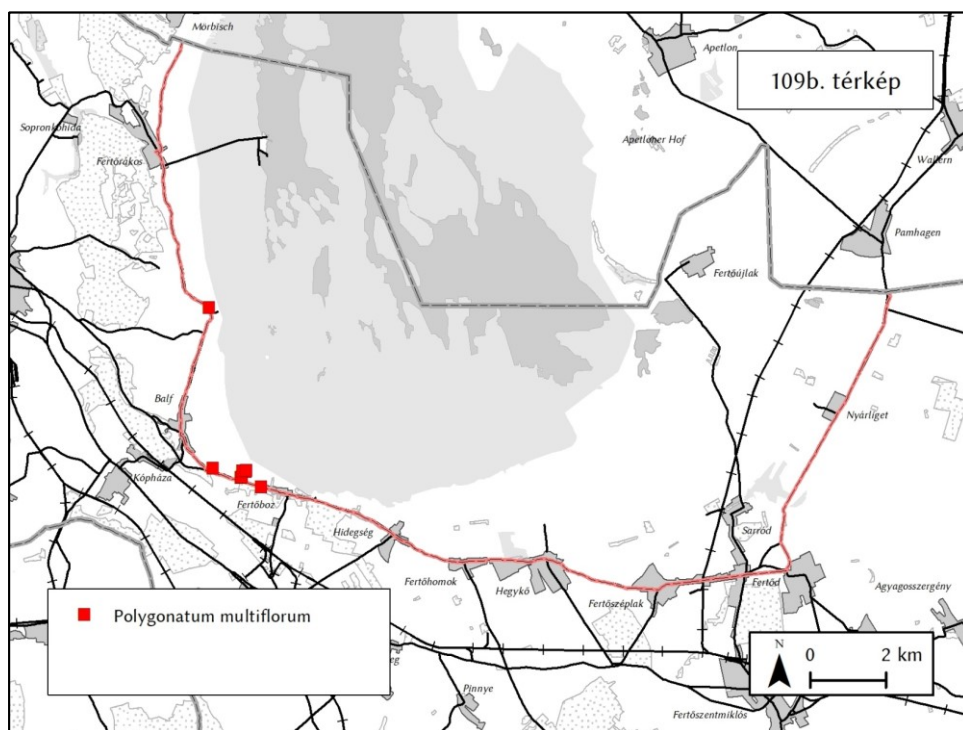 Mörbisch
Apetlon
109b. térkép
Sopronkőhida
Fertőrákos
Apetloner Hof
Wallern
Pamhagen
Fertőújlak
Balf
Nyárliget
Kópháza
Fertőboz
Hidegség
Sarród
Fertőhomok
Hegykő
Fertőszéplak
Fertőd
Agyagosszergény
Polygonatum multiflorum
N
0 2 km
Pinnye
Fertőszentmiklós